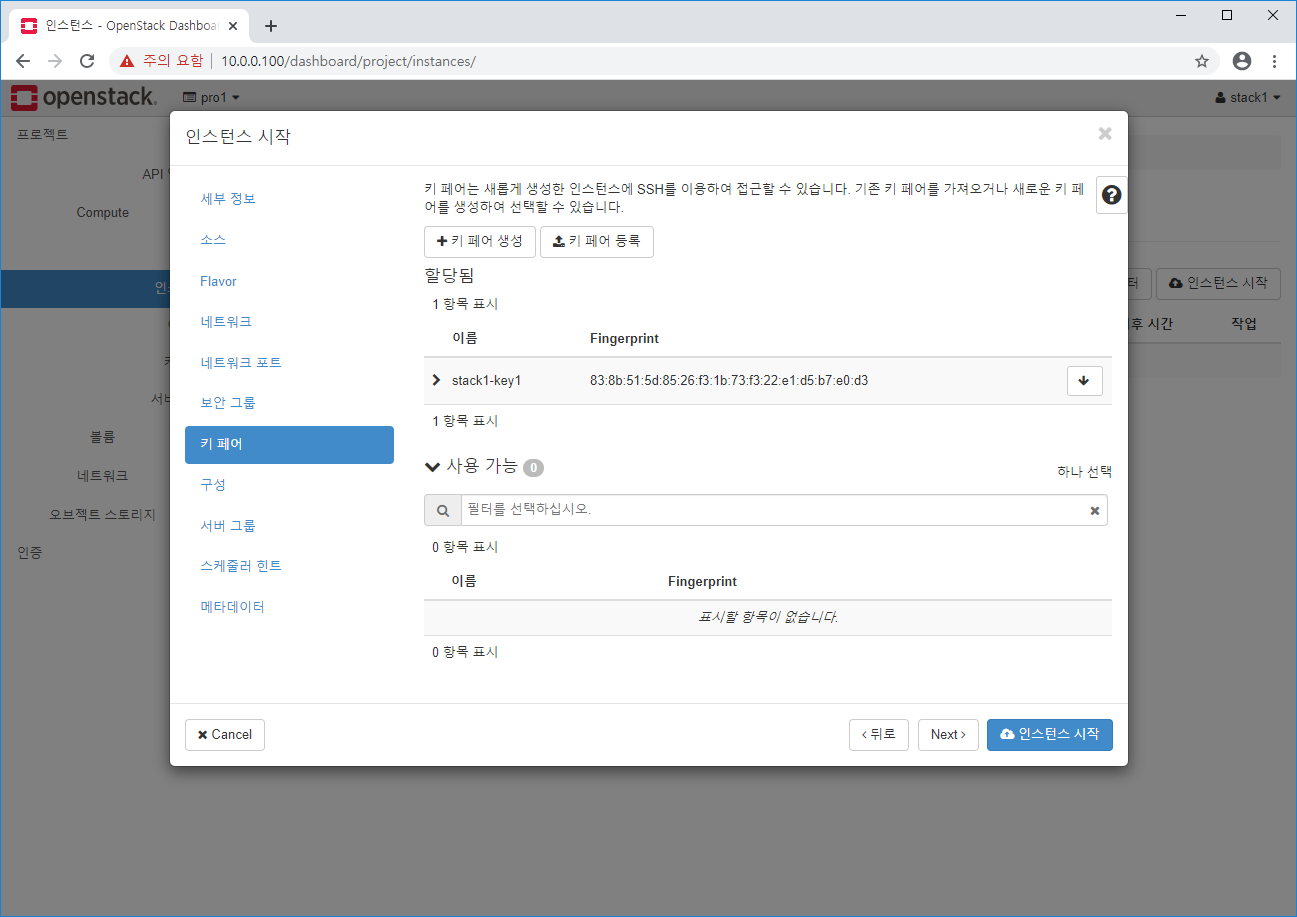 인스턴스 - OpenStack Dashboa
주의 요함 10.0.0.100/dashboard/project/instances/
openstack. pro1 stack1
프로젝트
API
Compute
네트워크
볼륨
오브젝트 스토리지
인증
인스턴스 시작
후 시간 작업
인스턴스 시작
세부 정보
소스
Flavor
네트워크
네트워크 포트
보안 그룹
키 페어
구성
서버 그룹
스케줄러 힌트
메타데이터
키 페어는 새롭게 생성한 인스턴스에 SSH를 이용하여 접근할 수 있습니다. 기존 키 페어를 가져오거나 새로운 키 페
어를 생성하여 선택할 수 있습니다.
키 페어 생성 키 페어 등록
할당됨
1 항목 표시
이름 Fingerprint
stack1-key1 83:8b:51:5d:85:26:f3:1b:73:f3:22:e1:d5:b7:e0:d3
1 항목 표시
사용 가능 0 하나 선택
필터를 선택하십시오.
0 항목 표시
이름 Fingerprint
표시할 항목이 없습니다.
0 항목 표시
Cancel ‹ 뒤로 Next › 인스턴스 시작